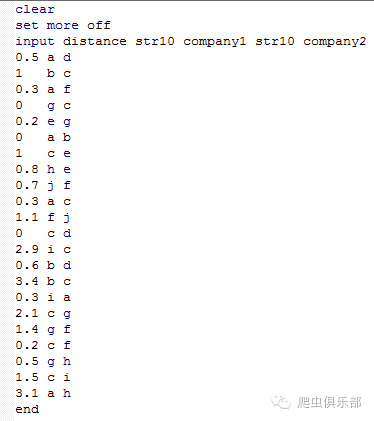 clear
set more off
input distance str10 company1 str10 company2
0.5 a d
1   b c
0.3 a f
0   g c
0.2 e g
0   a b
1   c e
0.8 h e
0.7 j f
0.3 a c
1.1 f j
0   c d
2.9 i c
0.6 b d
3.4 b c
0.3 i a
2.1 c g
1.4 g f
0.2 c f
0.5 g h
1.5 c i
3.1 a h
end
爬虫俱乐部